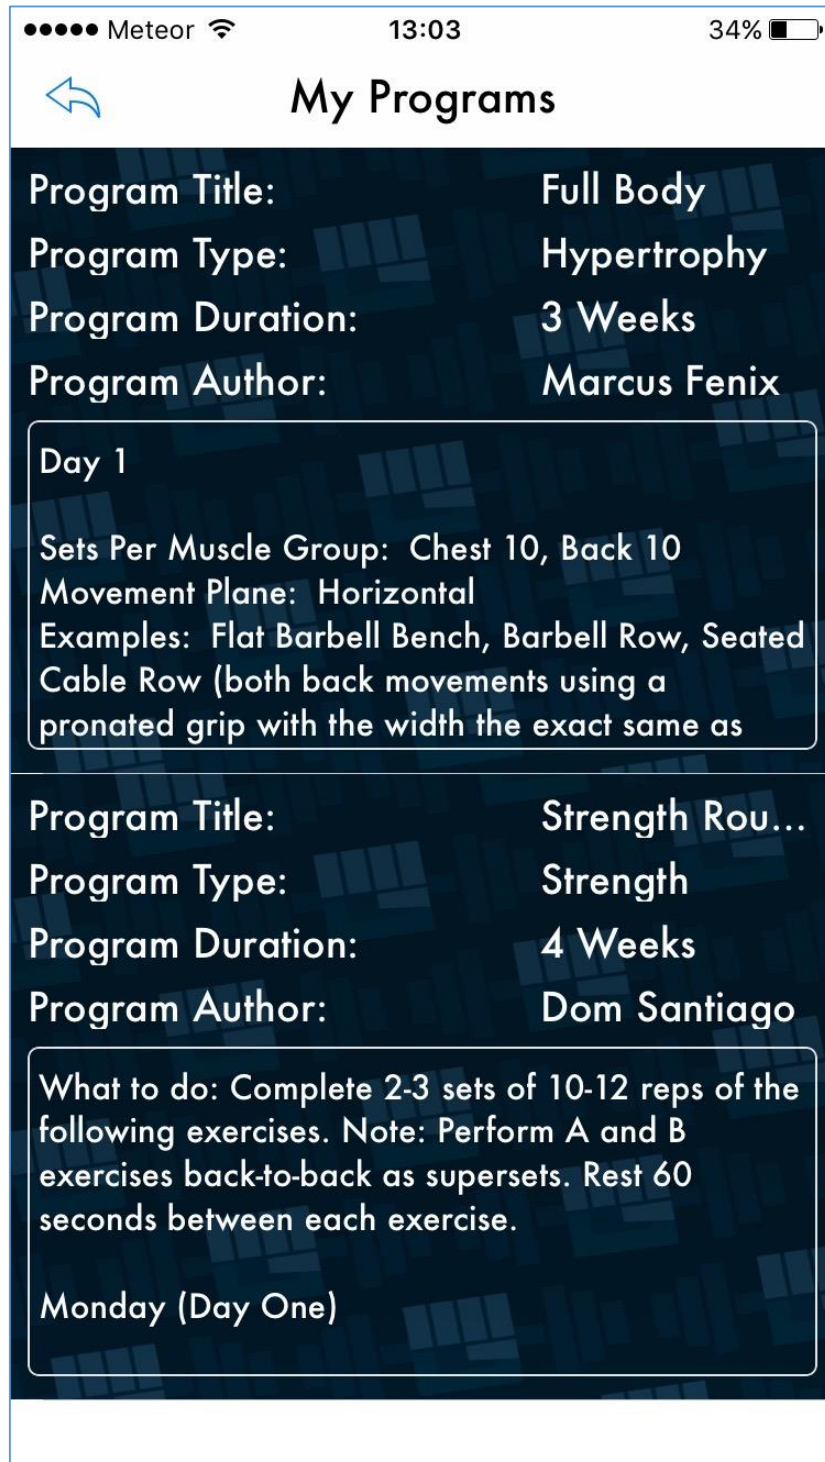 Meteor 13:03 34%
My Programs
Program Title: Full Body
Program Type: Hypertrophy
Program Duration: 3 Weeks
Program Author: Marcus Fenix
Day 1
Sets Per Muscle Group: Chest 10, Back 10
Movement Plane: Horizontal
Examples: Flat Barbell Bench, Barbell Row, Seated
Cable Row (both back movements using a
pronated grip with the width the exact same as
Program Title: Strength Rou...
Program Type: Strength
Program Duration: 4 Weeks
Program Author: Dom Santiago
What to do: Complete 2-3 sets of 10-12 reps of the
following exercises. Note: Perform A and B
exercises back-to-back as supersets. Rest 60
seconds between each exercise.
Monday (Day One)